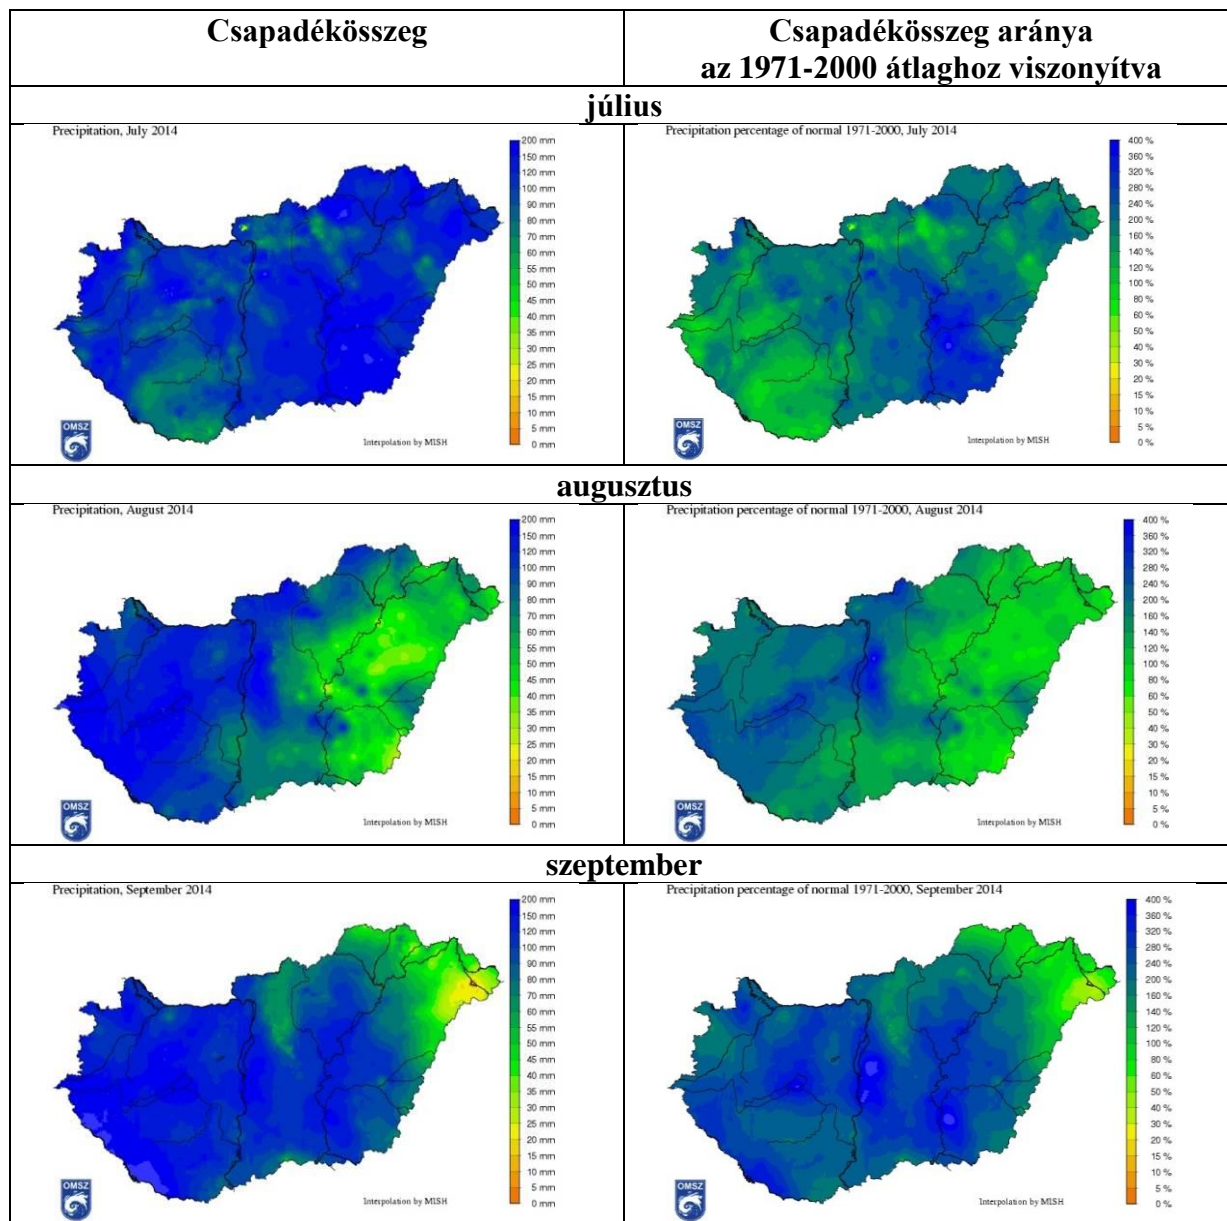 Csapadékösszeg
Csapadékösszeg aránya
az 1971-2000 átlaghoz viszonyítva
július
Precipitation, July 2014
200 mm
150 mm
120 mm
100 mm
90 mm
80 mm
70 mm
60 mm
55 mm
50 mm
45 mm
40 mm
35 mm
30 mm
25 mm
20 mm
15 mm
10 mm
5 mm
0 mm
OMSZ
Interpolation by MISH
Precipitation percentage of normal 1971-2000, July 2014
400 %
360 %
320 %
280 %
240 %
200 %
160 %
140 %
120 %
100 %
80 %
60 %
50 %
40 %
30 %
20 %
15 %
10 %
5 %
0 %
OMSZ
Interpolation by MISH
augusztus
Precipitation, August 2014
200 mm
150 mm
120 mm
100 mm
90 mm
80 mm
70 mm
60 mm
55 mm
50 mm
45 mm
40 mm
35 mm
30 mm
25 mm
20 mm
15 mm
10 mm
5 mm
0 mm
OMSZ
Interpolation by MISH
Precipitation percentage of normal 1971-2000, August 2014
400 %
360 %
320 %
280 %
240 %
200 %
160 %
140 %
120 %
100 %
80 %
60 %
50 %
40 %
30 %
20 %
15 %
10 %
5 %
0 %
OMSZ
Interpolation by MISH
szeptember
Precipitation, September 2014
200 mm
150 mm
120 mm
100 mm
90 mm
80 mm
70 mm
60 mm
55 mm
50 mm
45 mm
40 mm
35 mm
30 mm
25 mm
20 mm
15 mm
10 mm
5 mm
0 mm
OMSZ
Interpolation by MISH
Precipitation percentage of normal 1971-2000, September 2014
400 %
360 %
320 %
280 %
240 %
200 %
160 %
140 %
120 %
100 %
80 %
60 %
50 %
40 %
30 %
20 %
15 %
10 %
5 %
0 %
OMSZ
Interpolation by MISH